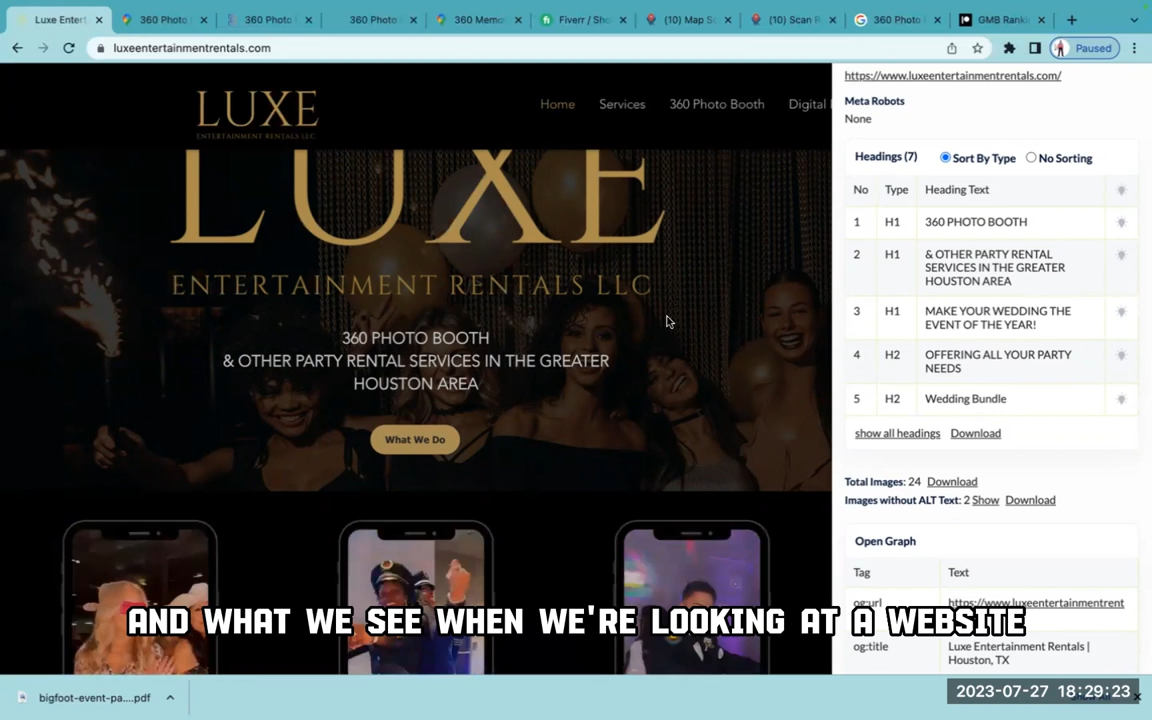 Luxe Entert
360 Photo
360 Photo
360 Photo
360 Memo
Fiverr / Sho
(10) Map S
(10) Scan R
360 Photo
GMB Ranki
luxeentertainmentrentals.com
Paused
LUXE
ENTERTAINMENT RENTALS LLC
Home
Services
360 Photo Booth
Digital
LUXE
ENTERTAINMENT RENTALS LLC
360 PHOTO BOOTH
& OTHER PARTY RENTAL SERVICES IN THE GREATER
HOUSTON AREA
What We Do
https://www.luxeentertainmentrentals.com/
Meta Robots
None
Headings (7)
Sort By Type
No Sorting
No Type Heading Text
1 H1 360 PHOTO BOOTH
2 H1 & OTHER PARTY RENTAL
SERVICES IN THE GREATER
HOUSTON AREA
3 H1 MAKE YOUR WEDDING THE
EVENT OF THE YEAR!
4 H2 OFFERING ALL YOUR PARTY
NEEDS
5 H2 Wedding Bundle
show all headings Download
Total Images: 24 Download
Images without ALT Text: 2 Show Download
Open Graph
Tag Text
og:url https://www.luxeentertainmentrent
og:title Luxe Entertainment Rentals |
Houston, TX
AND WHAT WE SEE WHEN WE'RE LOOKING AT A WEBSITE
bigfoot-event-pa....pdf
2023-07-27 18:29:23